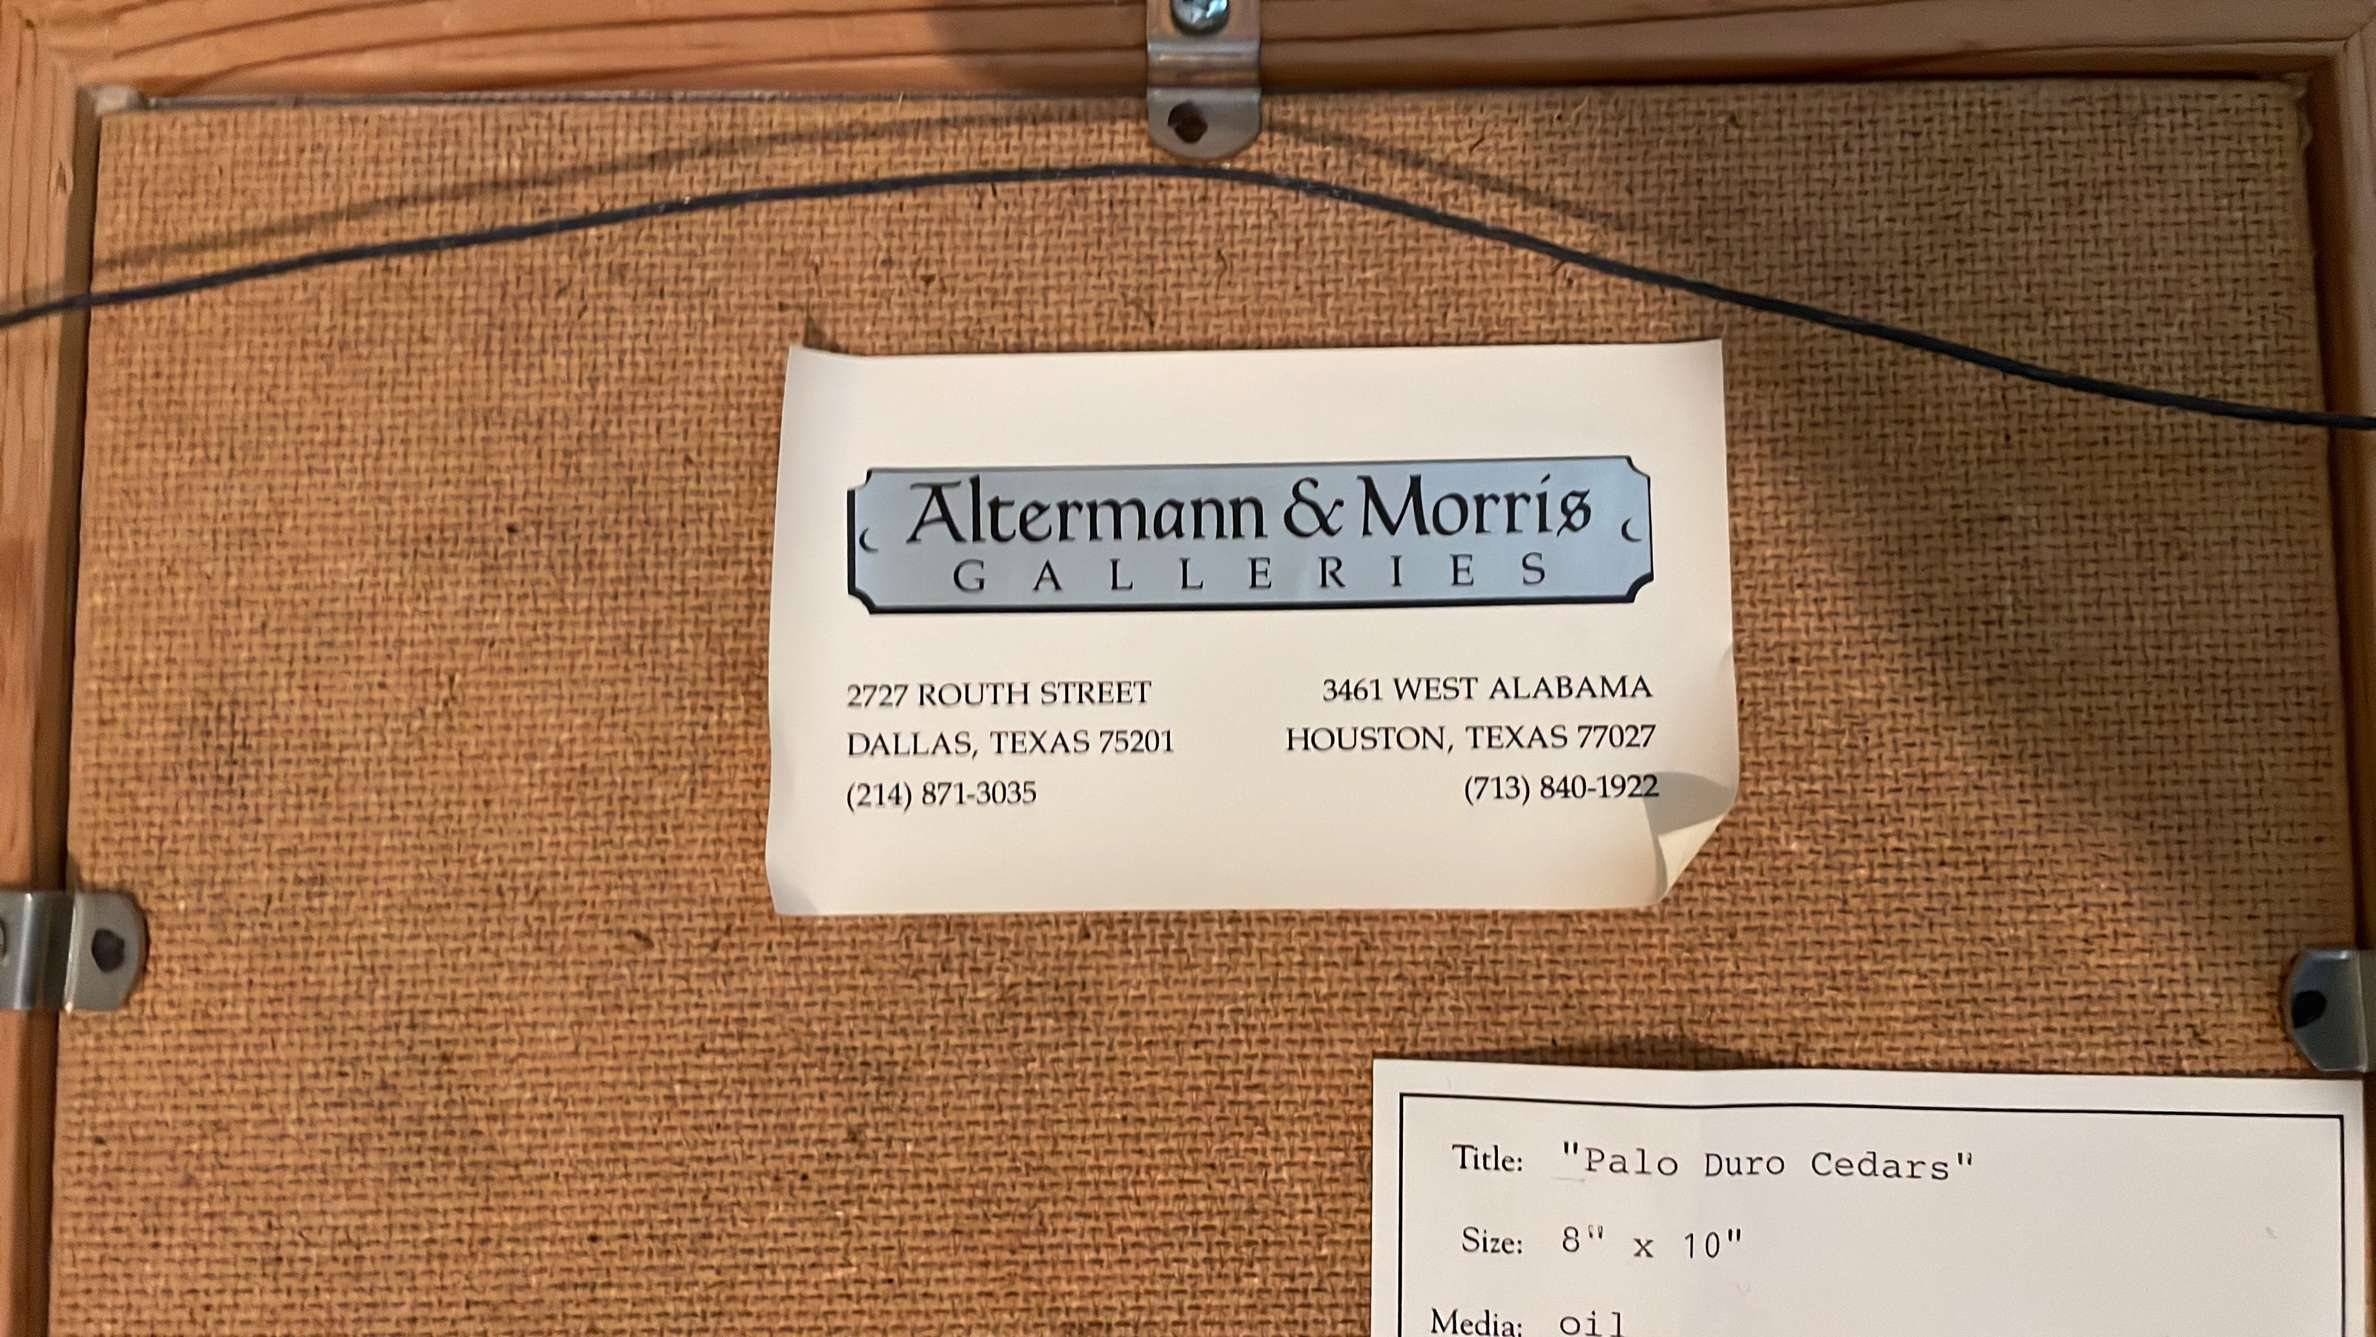 Altermann & Morris
GALLERIES
2727 ROUTH STREET
DALLAS, TEXAS 75201
(214) 871-3035
3461 WEST ALABAMA
HOUSTON, TEXAS 77027
(713) 840-1922
Title: "Palo Duro Cedars"
Size: 8" x 10"
Media: oil